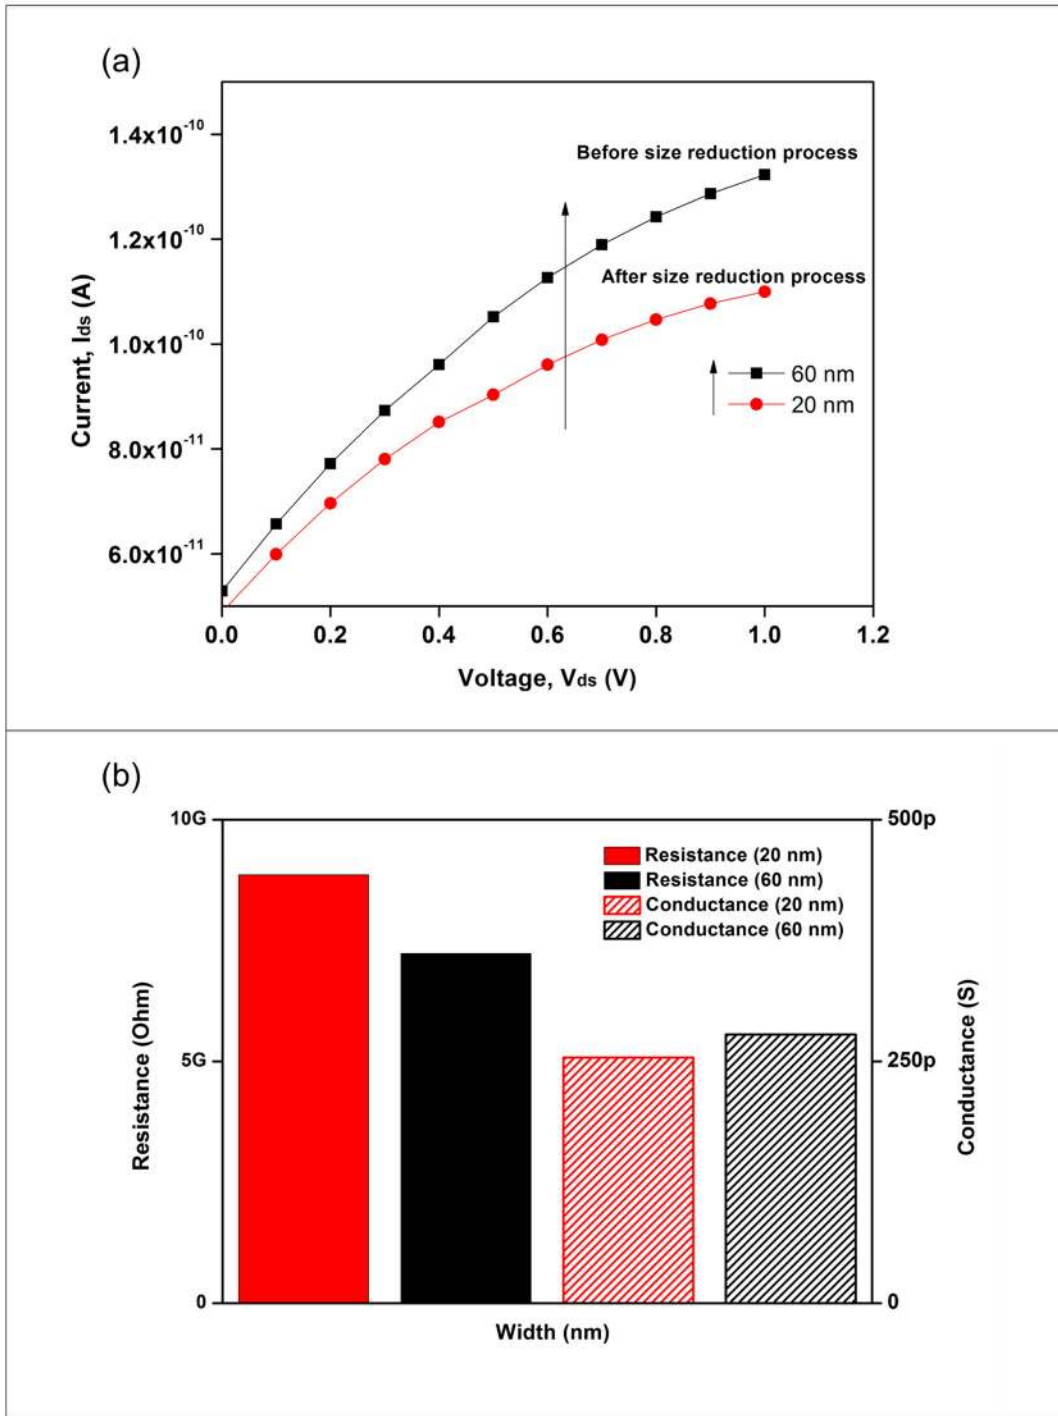 (a)
1.4x10⁻¹⁰
1.2x10⁻¹⁰
1.0x10⁻¹⁰
8.0x10⁻¹¹
6.0x10⁻¹¹
Current, Ids (A)
Before size reduction process
After size reduction process
60 nm
20 nm
0.0 0.2 0.4 0.6 0.8 1.0 1.2
Voltage, Vds (V)
(b)
10G
5G
0
Resistance (Ohm)
Resistance (20 nm)
Resistance (60 nm)
Conductance (20 nm)
Conductance (60 nm)
500p
250p
0
Conductance (S)
Width (nm)